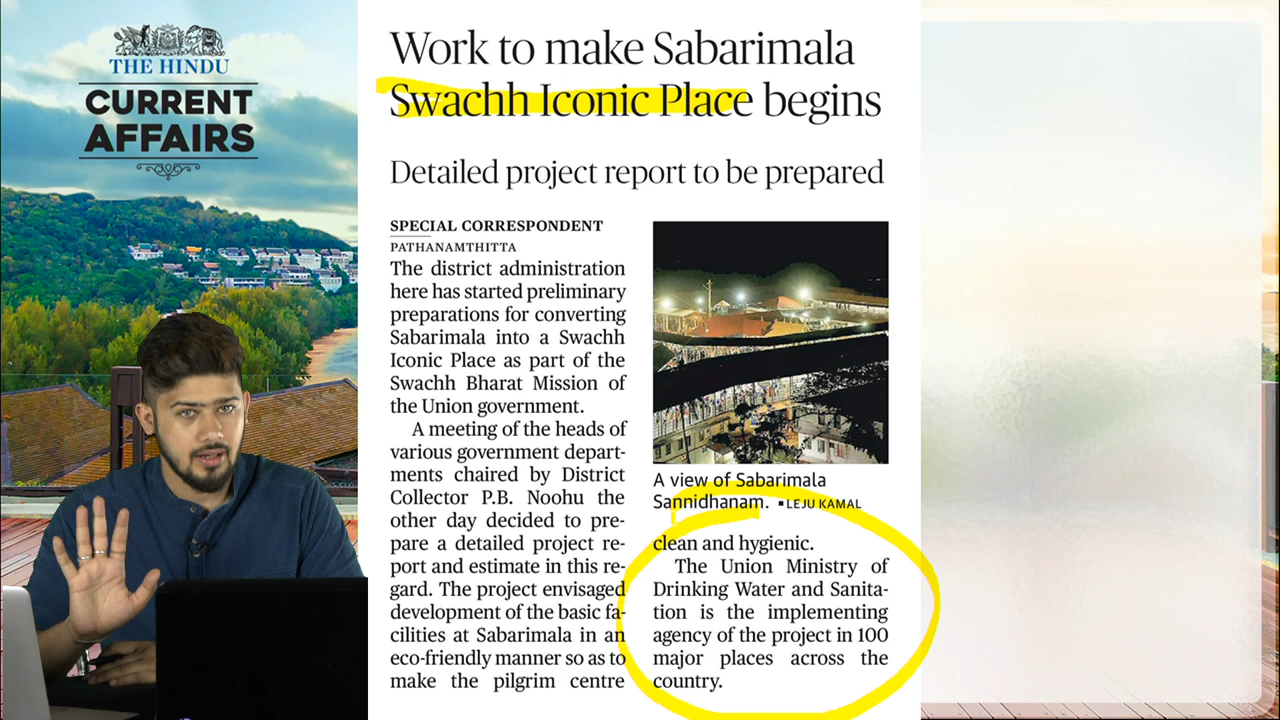 THE HINDU
CURRENT
AFFAIRS
Work to make Sabarimala
Swachh Iconic Place begins
Detailed project report to be prepared
SPECIAL CORRESPONDENT
PATHANAMTHITTA
The district administration
here has started preliminary
preparations for converting
Sabarimala into a Swachh
Iconic Place as part of the
Swachh Bharat Mission of
the Union government.
A meeting of the heads of
various government depart-
ments chaired by District
Collector P.B. Noohu the
other day decided to pre-
pare a detailed project re-
port and estimate in this re-
gard. The project envisaged
development of the basic fa-
cilities at Sabarimala in an
eco-friendly manner so as to
make the pilgrim centre
A view of Sabarimala
Sannidhanam. ▪LEJU KAMAL
clean and hygienic.
The Union Ministry of
Drinking Water and Sanita-
tion is the implementing
agency of the project in 100
major places across the
country.